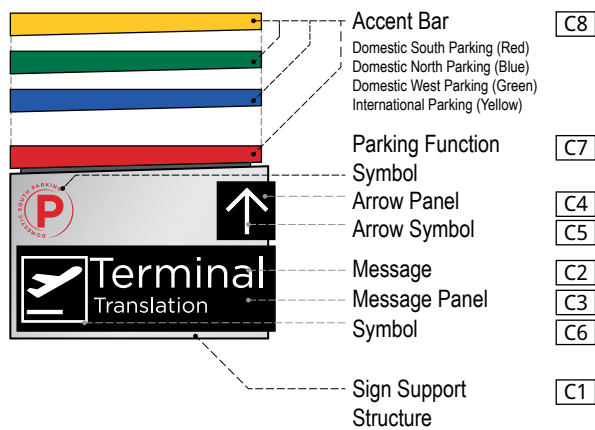 Accent Bar
C8
Domestic South Parking (Red)
Domestic North Parking (Blue)
Domestic West Parking (Green)
International Parking (Yellow)
Parking Function
Symbol
C7
DOMESTIC SOUTH PARKING
P
Arrow Panel
C4
Arrow Symbol
C5
Terminal
Translation
Message
C2
Message Panel
C3
Symbol
C6
Sign Support
Structure
C1